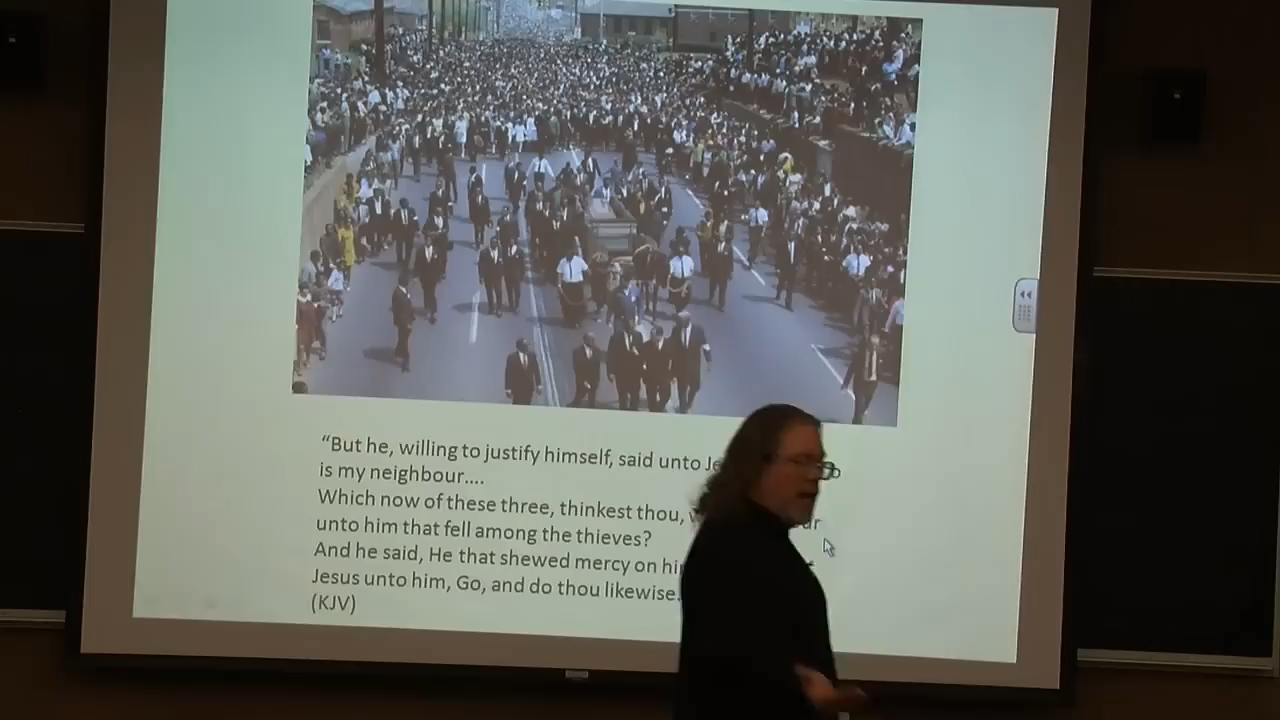 “But he, willing to justify himself, said unto
is my neighbour....
Which now of these three, thinkest thou,
unto him that fell among the thieves?
And he said, He that shewed mercy on
Jesus unto him, Go, and do thou likewise.
(KJV)